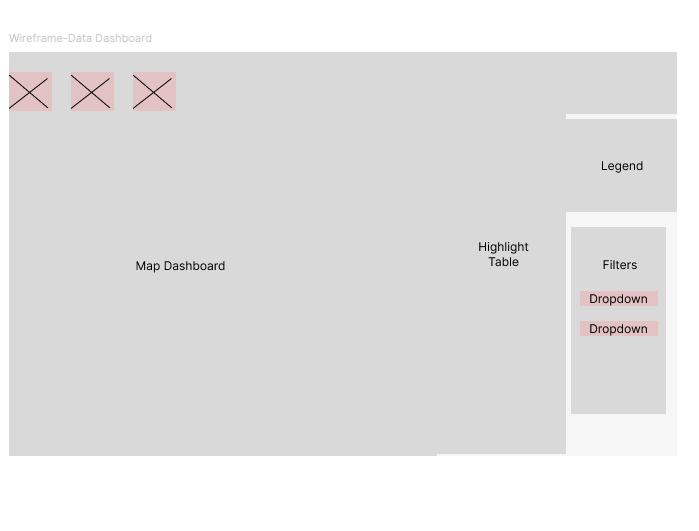 Wireframe-Data Dashboard
Legend
Highlight
Table
Map Dashboard
Filters
Dropdown
Dropdown